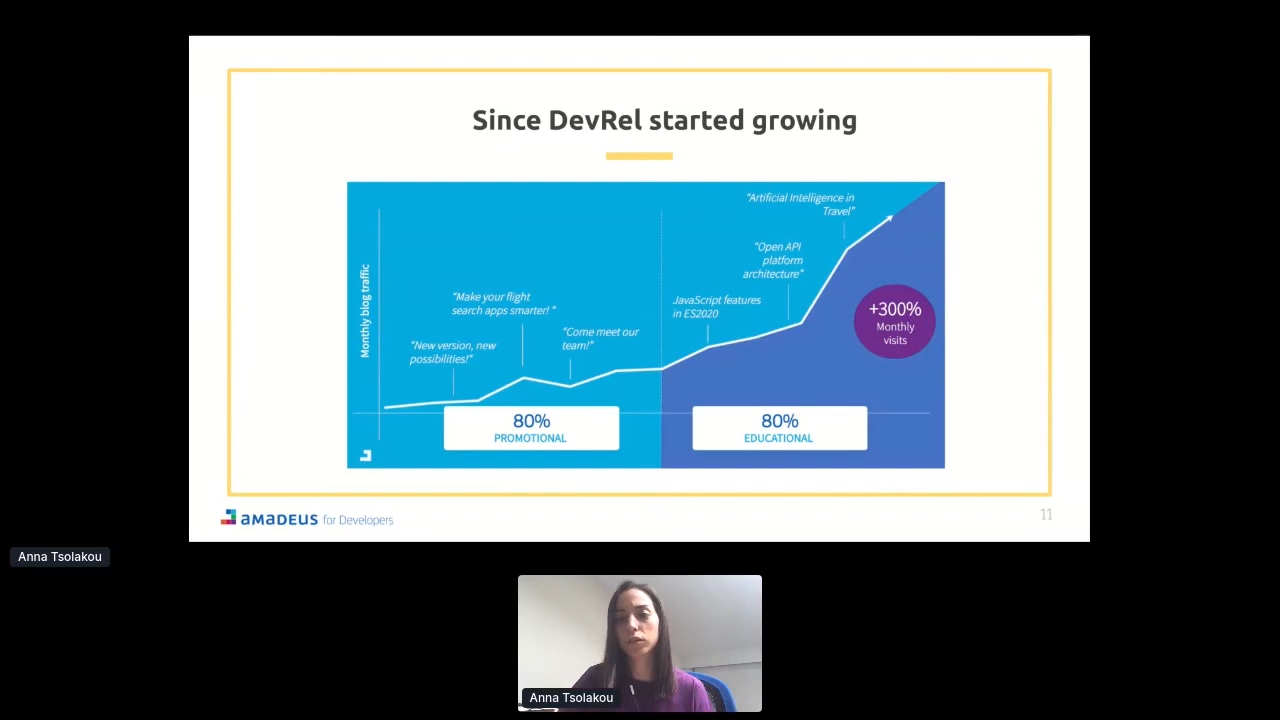 Since DevRel started growing
Monthly blog traffic
"New version, new
possibilities!"
"Make your flight
search apps smarter! "
"Come meet our
team!"
JavaScript features
in ES2020
"Open API
platform
architecture"
"Artificial Intelligence in
Travel"
+300%
Monthly
visits
80%
PROMOTIONAL
80%
EDUCATIONAL
amadeus for Developers
11
Anna Tsolakou
Anna Tsolakou